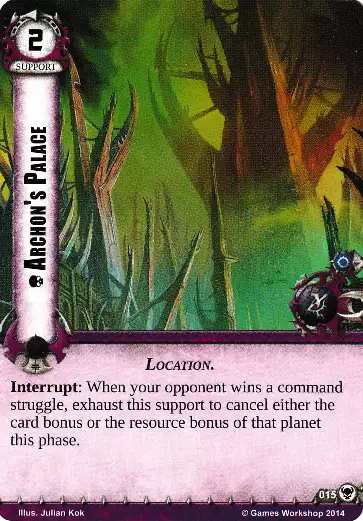 2
SUPPORT
ARCHON'S PALACE
LOCATION.
Interrupt: When your opponent wins a command
struggle, exhaust this support to cancel either the
card bonus or the resource bonus of that planet
this phase.
015
Illus. Julian Kok
© Games Workshop 2014